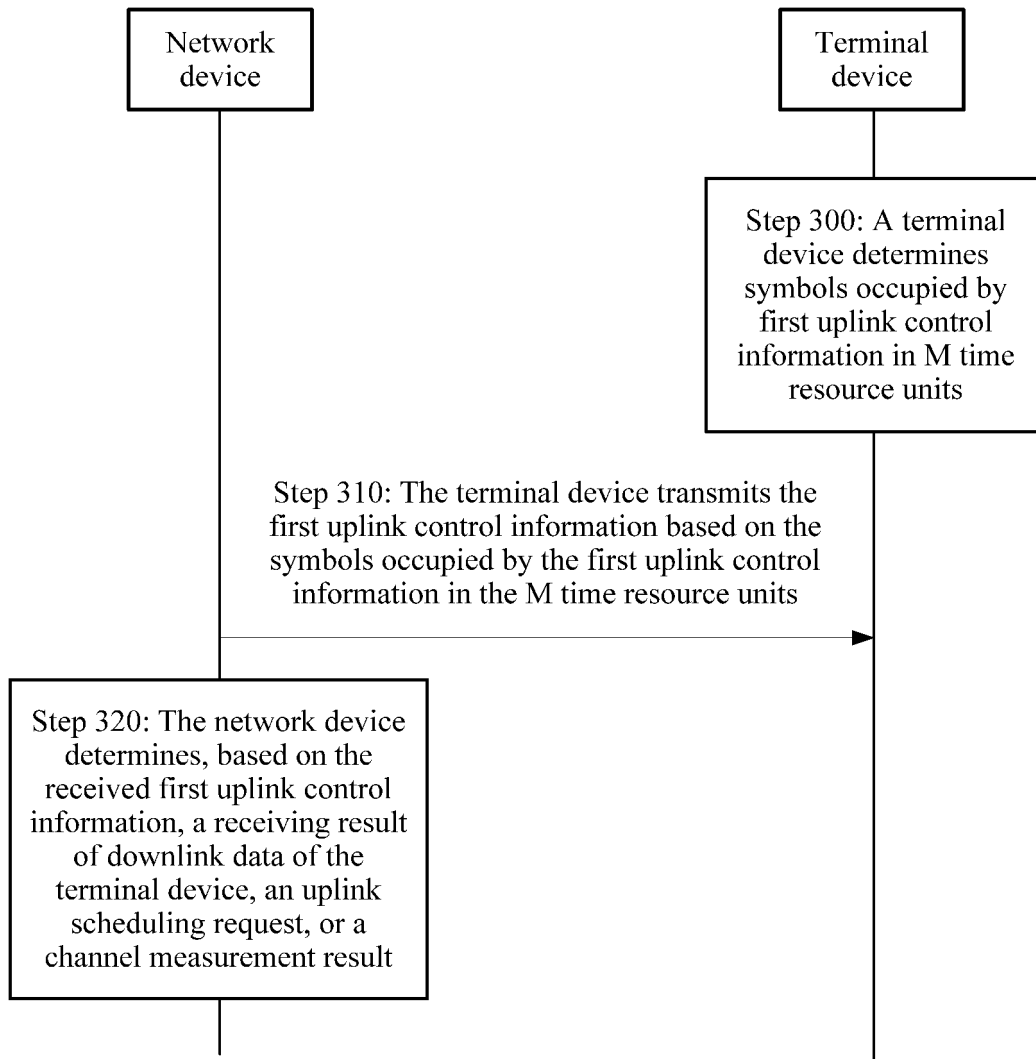 Network
device
Terminal
device
Step 300: A terminal
device determines
symbols occupied by
first uplink control
information in M time
resource units
Step 310: The terminal device transmits the
first uplink control information based on the
symbols occupied by the first uplink control
information in the M time resource units
Step 320: The network device
determines, based on the
received first uplink control
information, a receiving result
of downlink data of the
terminal device, an uplink
scheduling request, or a
channel measurement result